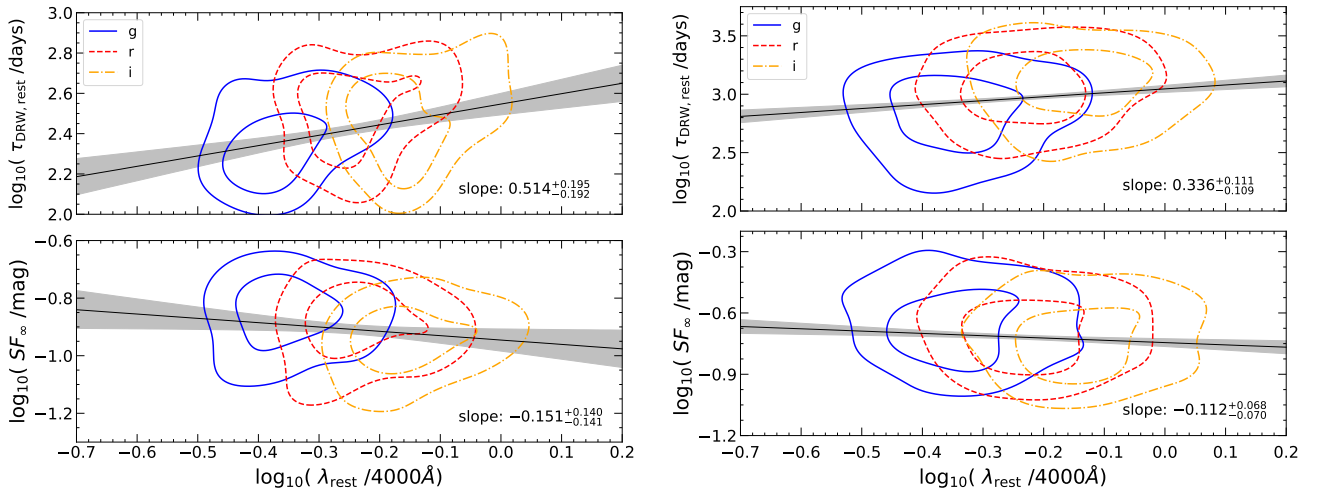 3.0
2.8
2.6
2.4
2.2
2.0
log₁₀( τ_DRW,rest /days)
g
r
i
slope: 0.514^{+0.195}_{−0.192}
−0.6
−0.8
−1.0
−1.2
log₁₀( SF_∞ /mag)
slope: −0.151^{+0.140}_{−0.141}
−0.7 −0.6 −0.5 −0.4 −0.3 −0.2 −0.1 0.0 0.1 0.2
log₁₀( λ_rest /4000Å)
3.5
3.0
2.5
2.0
log₁₀( τ_DRW,rest /days)
g
r
i
slope: 0.336^{+0.111}_{−0.109}
−0.3
−0.6
−0.9
−1.2
log₁₀( SF_∞ /mag)
slope: −0.112^{+0.068}_{−0.070}
−0.7 −0.6 −0.5 −0.4 −0.3 −0.2 −0.1 0.0 0.1 0.2
log₁₀( λ_rest /4000Å)